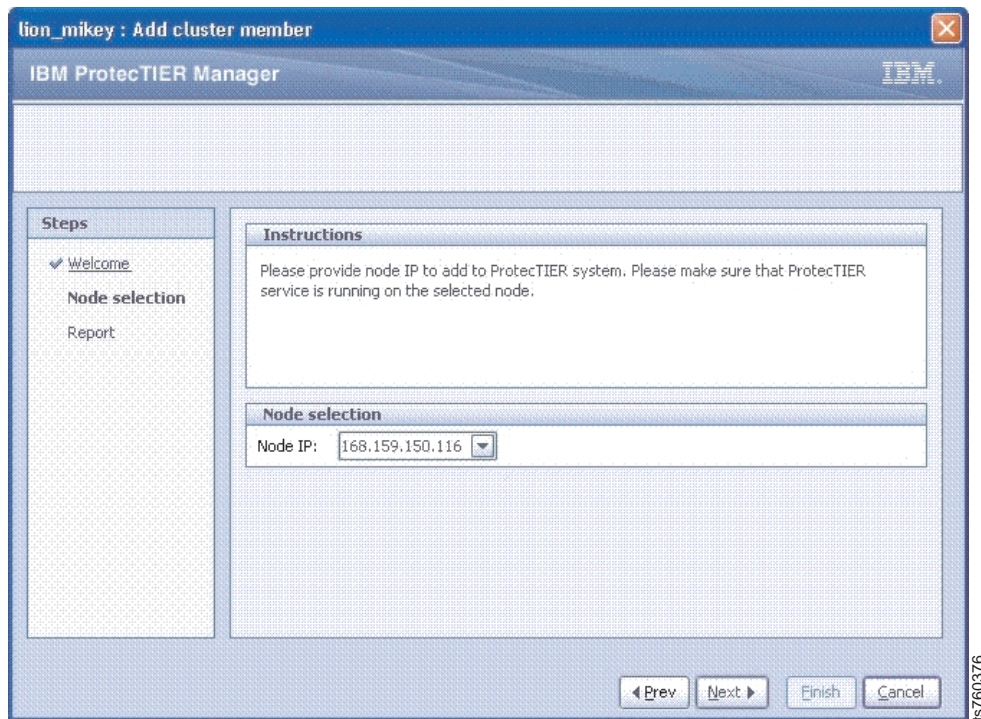 lion_mikey : Add cluster member
IBM ProtecTIER Manager
IBM.
Steps
Welcome
Node selection
Report
Instructions
Please provide node IP to add to ProtecTIER system. Please make sure that ProtecTIER
service is running on the selected node.
Node selection
Node IP: 168.159.150.116
Prev Next Finish Cancel
ts760376